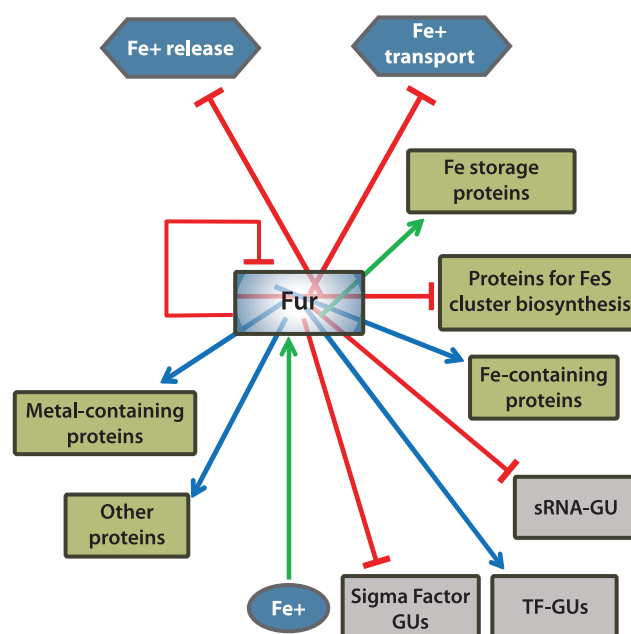 Fe+ release
Fe+
transport
Fe storage
proteins
Proteins for FeS
cluster biosynthesis
Fur
Fe-containing
proteins
Metal-containing
proteins
Other
proteins
sRNA-GU
Fe+
Sigma Factor
GUs
TF-GUs